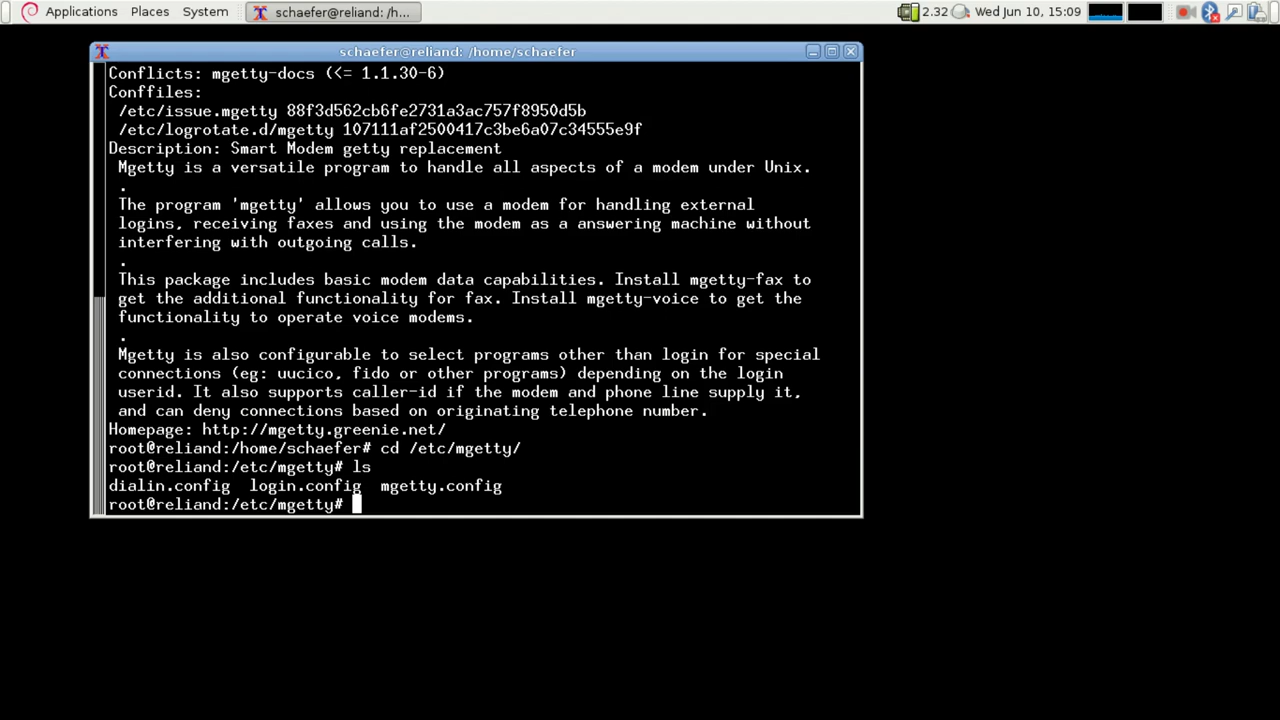 Applications Places System schaefer@reliand: /h... 2.32 Wed Jun 10, 15:09
schaefer@reliand: /home/schaefer
Conflicts: mgetty-docs (<= 1.1.30-6)
Conffiles:
/etc/issue.mgetty 88f3d562cb6fe2731a3ac757f8950d5b
/etc/logrotate.d/mgetty 107111af2500417c3be6a07c34555e9f
Description: Smart Modem getty replacement
Mgetty is a versatile program to handle all aspects of a modem under Unix.
.
The program 'mgetty' allows you to use a modem for handling external
logins, receiving faxes and using the modem as a answering machine without
interfering with outgoing calls.
.
This package includes basic modem data capabilities. Install mgetty-fax to
get the additional functionality for fax. Install mgetty-voice to get the
functionality to operate voice modems.
.
Mgetty is also configurable to select programs other than login for special
connections (eg: uucico, fido or other programs) depending on the login
userid. It also supports caller-id if the modem and phone line supply it,
and can deny connections based on originating telephone number.
Homepage: http://mgetty.greenie.net/
root@reliand:/home/schaefer# cd /etc/mgetty/
root@reliand:/etc/mgetty# ls
dialin.config login.config mgetty.config
root@reliand:/etc/mgetty#